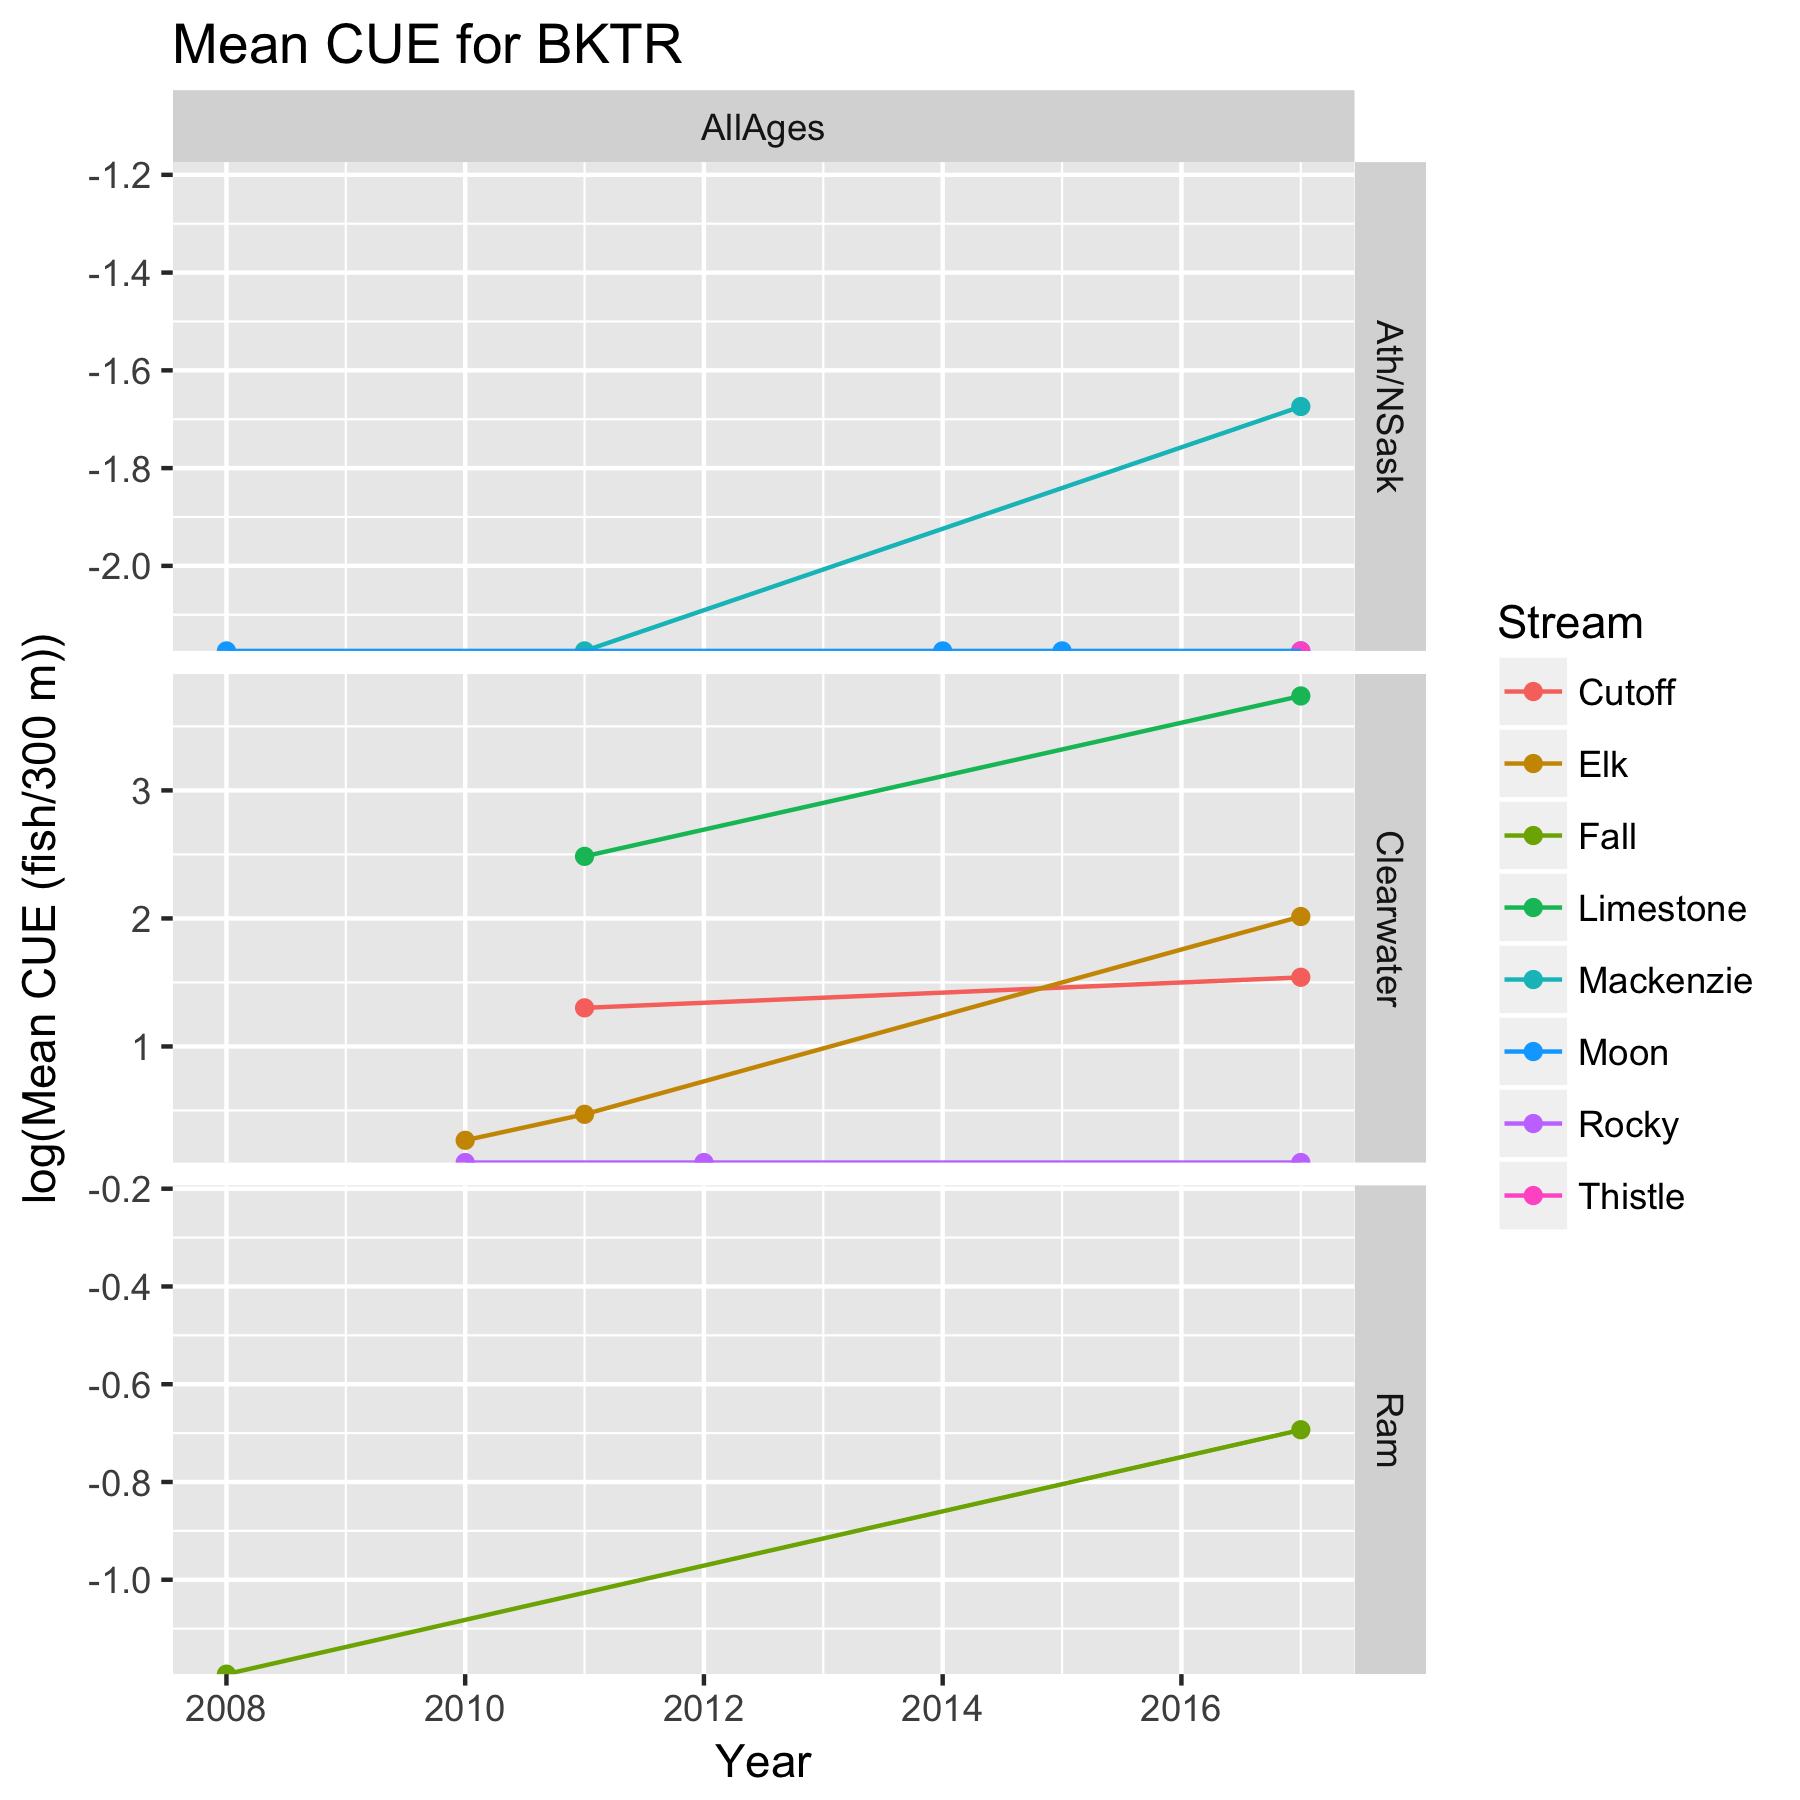 Mean CUE for BKTR
AllAges
-1.2
-1.4
-1.6
-1.8
-2.0
Ath/NSask
3
2
1
Clearwater
-0.2
-0.4
-0.6
-0.8
-1.0
Ram
2008
2010
2012
2014
2016
Year
log(Mean CUE (fish/300 m))
Stream
Cutoff
Elk
Fall
Limestone
Mackenzie
Moon
Rocky
Thistle